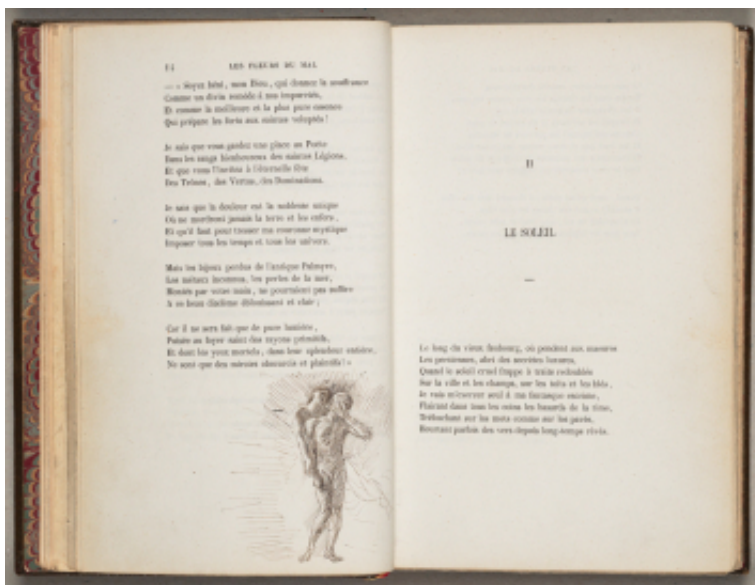 14 LES FLEURS DU MAL.
— « Soyez béni, mon Dieu, qui donnez la souffrance
Comme un divin remède à nos impuretés,
Et comme la meilleure et la plus pure essence
Qui prépare les forts aux saintes voluptés !
Je sais que vous gardez une place au Poète
Dans les rangs bienheureux des saintes Légions,
Et que vous l'invitez à l'éternelle fête
Des Trônes, des Vertus, des Dominations.
Je sais que la douleur est la noblesse unique
Où ne mordront jamais la terre et les enfers,
Et qu'il faut pour tresser ma couronne mystique
Imposer tous les temps et tous les univers.
Mais les bijoux perdus de l'antique Palmyre,
Les métaux inconnus, les perles de la mer,
Montés par votre main, ne pourraient pas suffire
A ce beau diadème éblouissant et clair ;
Car il ne sera fait que de pure lumière,
Puisée au foyer saint des rayons primitifs,
Et dont les yeux mortels, dans leur splendeur entière,
Ne sont que des miroirs obscurcis et plaintifs ! »
II
LE SOLEIL
Le long du vieux faubourg, où pendent aux masures
Les persiennes, abri des secrètes luxures,
Quand le soleil cruel frappe à traits redoublés
Sur la ville et les champs, sur les toits et les blés,
Je vais m'exercer seul à ma fantasque escrime,
Flairant dans tous les coins les hasards de la rime,
Trébuchant sur les mots comme sur les pavés,
Heurtant parfois des vers depuis long-temps rêvés.